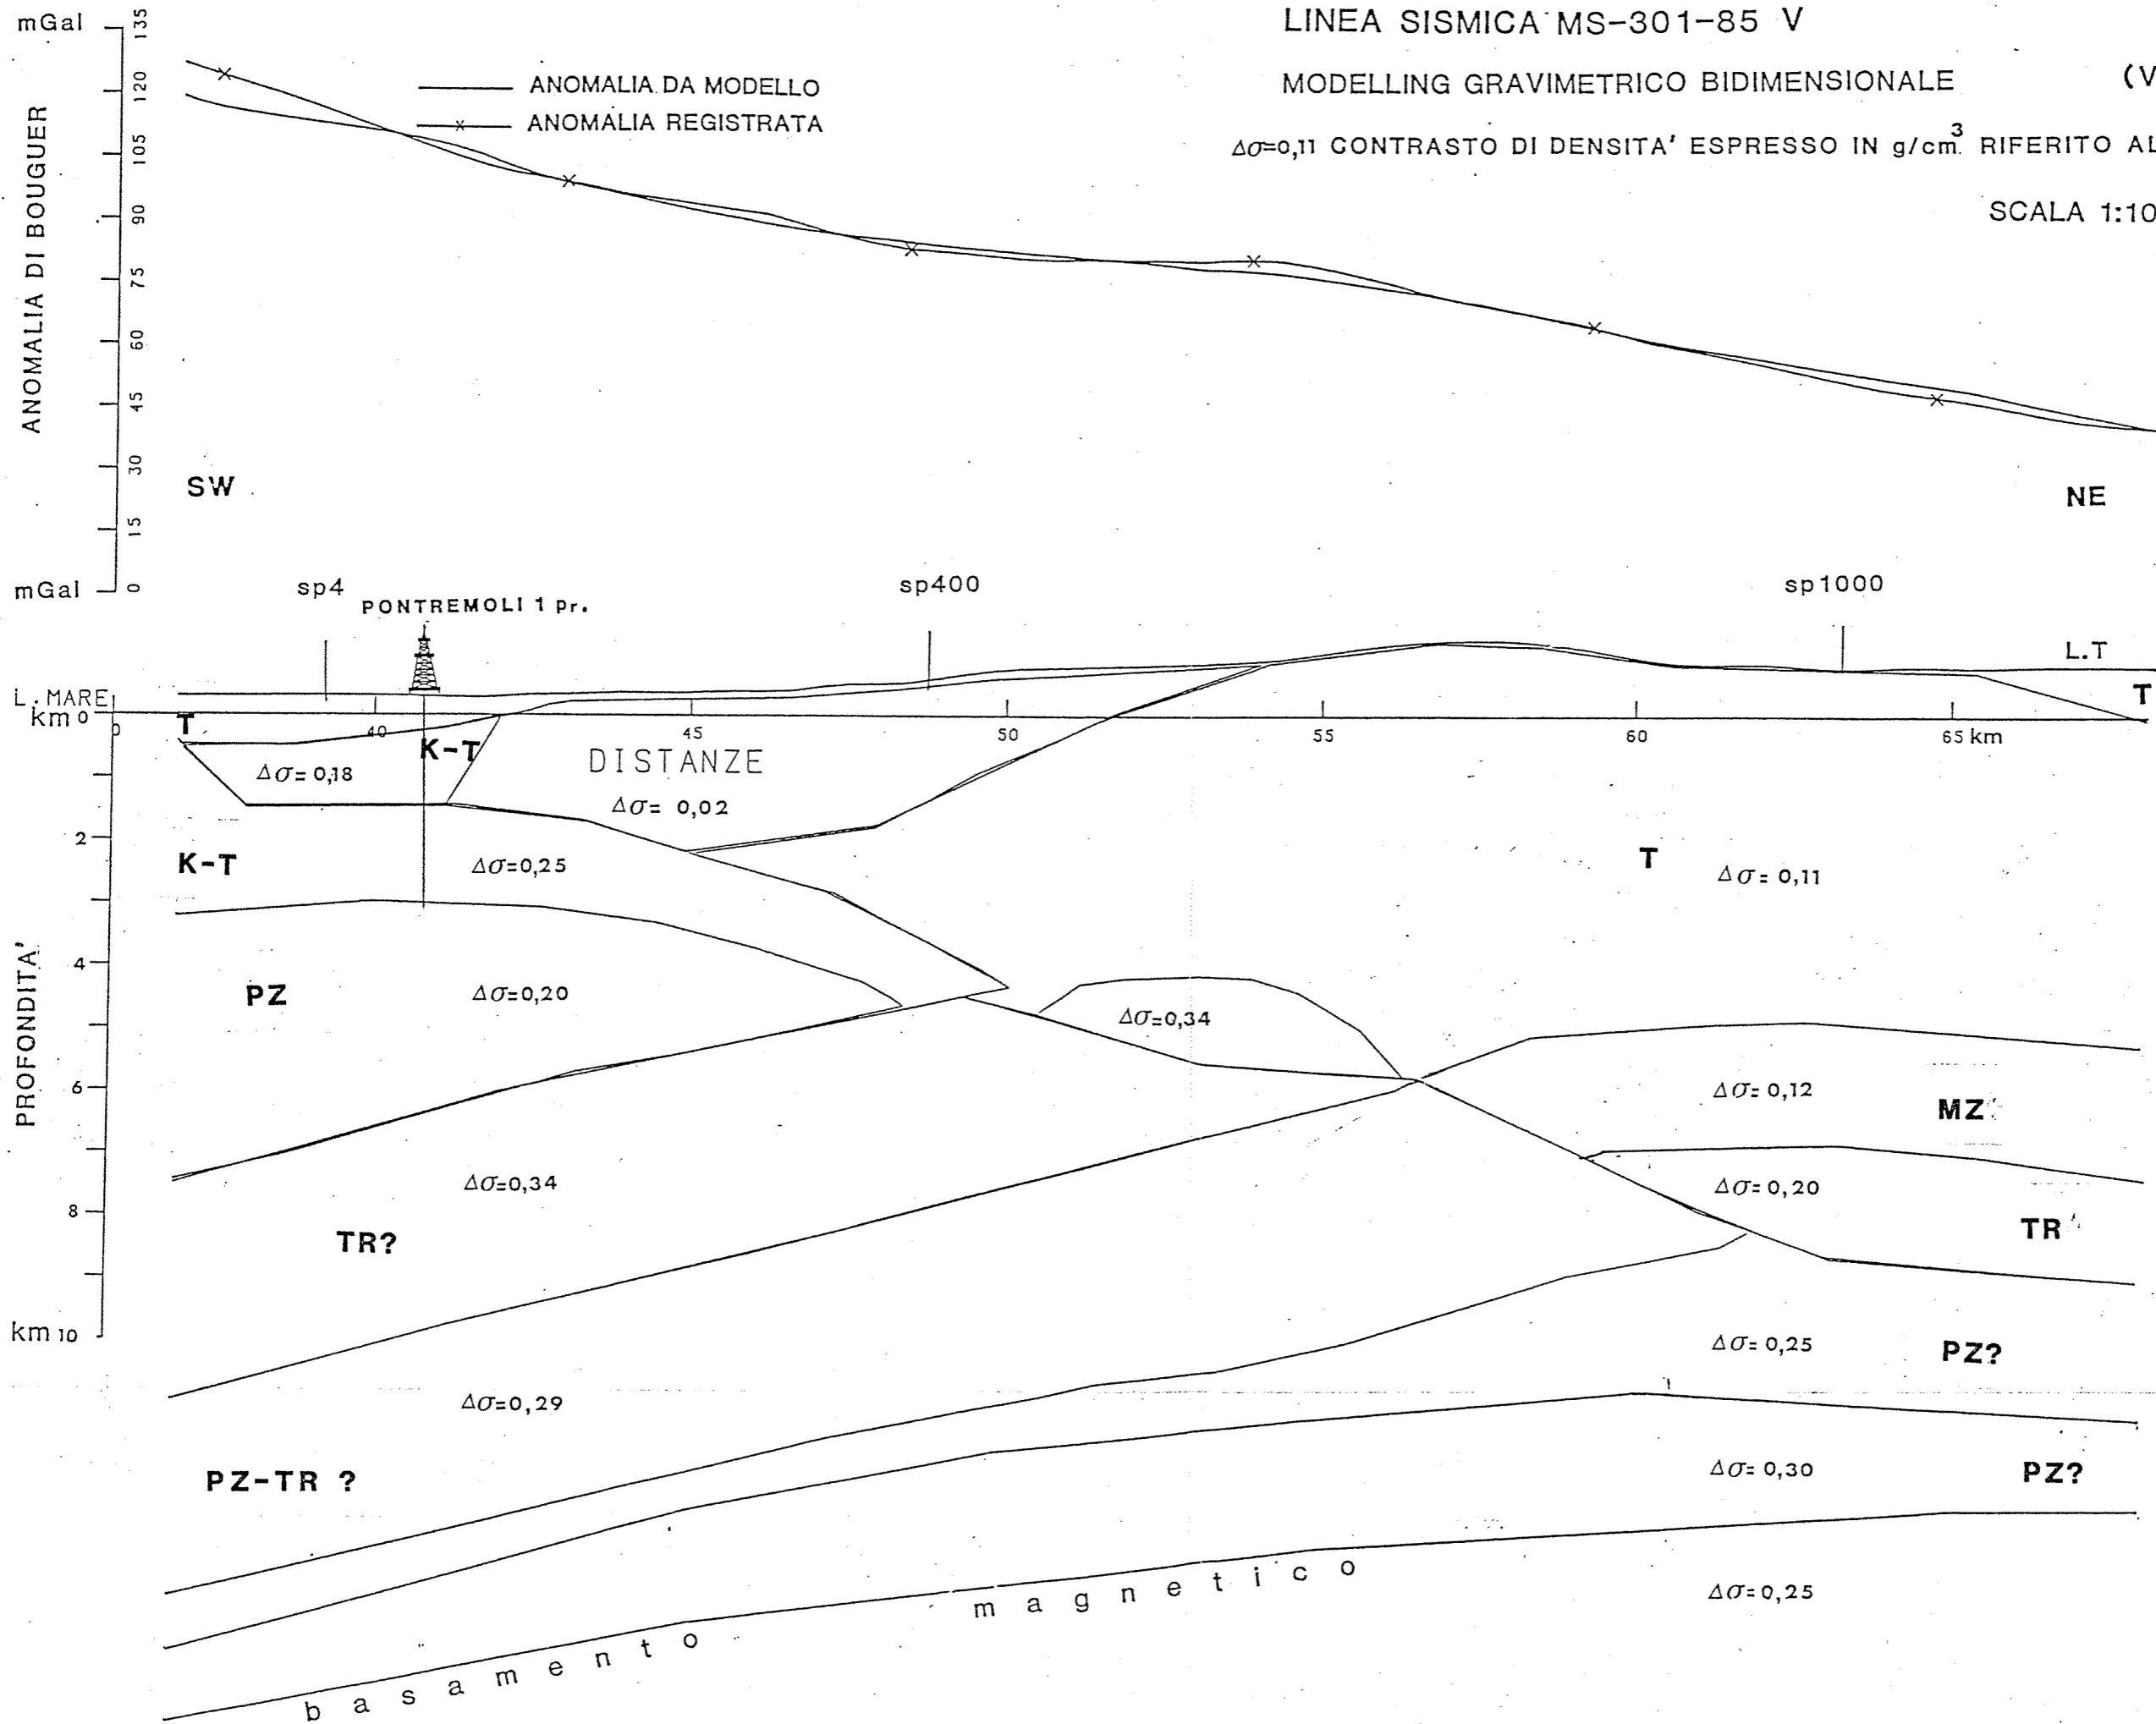 LINEA SISMICA MS-301-85 V
MODELLING GRAVIMETRICO BIDIMENSIONALE (V
Δσ=0,11 CONTRASTO DI DENSITA' ESPRESSO IN g/cm³ RIFERITO AL
SCALA 1:10
mGal
135
120
105
90
75
60
45
30
15
0
mGal
ANOMALIA DI BOUGUER
ANOMALIA DA MODELLO
ANOMALIA REGISTRATA
SW
NE
sp4
sp400
sp1000
PONTREMOLI 1 pr.
L.T
L. MARE
km 0
0
40
45
50
55
60
65 km
T
T
K-T
DISTANZE
Δσ= 0,18
Δσ= 0,02
2
K-T
Δσ=0,25
T
Δσ= 0,11
PROFONDITA'
4
PZ
Δσ=0,20
Δσ=0,34
6
Δσ= 0,12
MZ
Δσ=0,34
Δσ= 0,20
8
TR?
TR
km 10
Δσ= 0,25
PZ?
Δσ=0,29
PZ-TR ?
Δσ= 0,30
PZ?
basamento magnetico
Δσ= 0,25